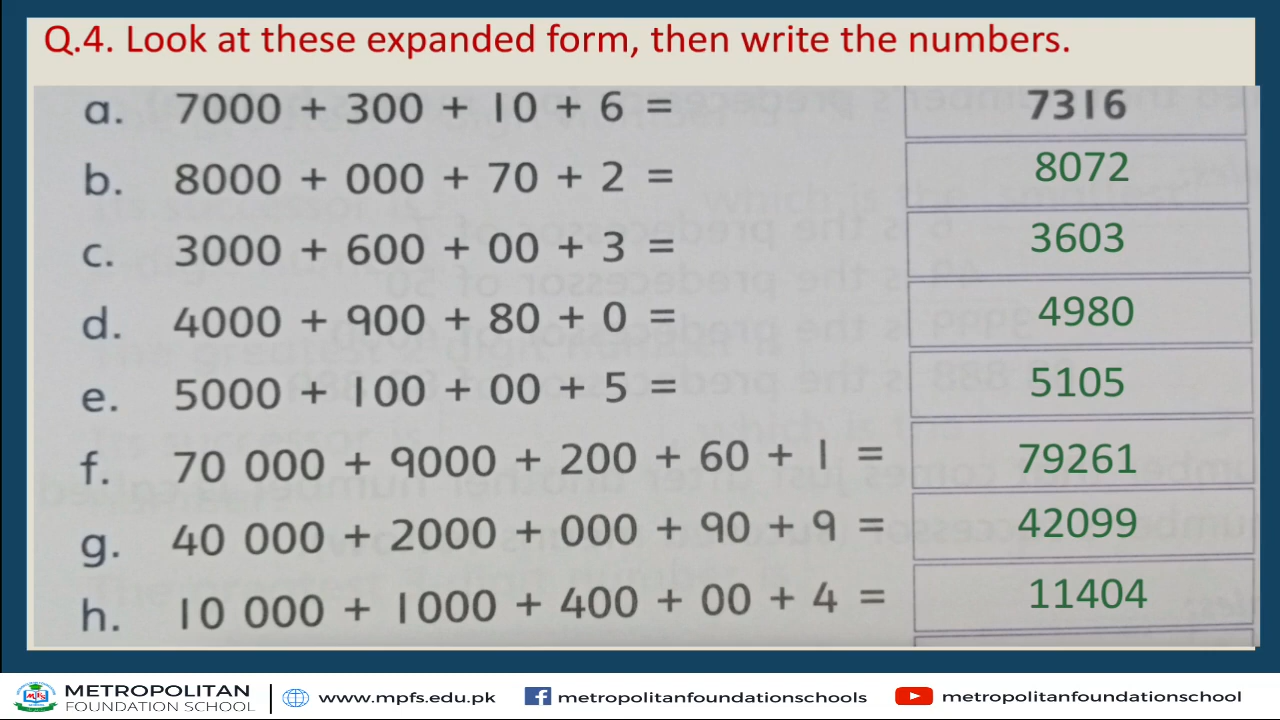 Q.4. Look at these expanded form, then write the numbers.
a. 7000 + 300 + 10 + 6 = 7316
b. 8000 + 000 + 70 + 2 = 8072
c. 3000 + 600 + 00 + 3 = 3603
d. 4000 + 900 + 80 + 0 = 4980
e. 5000 + 100 + 00 + 5 = 5105
f. 70 000 + 9000 + 200 + 60 + 1 = 79261
g. 40 000 + 2000 + 000 + 90 + 9 = 42099
h. 10 000 + 1000 + 400 + 00 + 4 = 11404
METROPOLITAN
FOUNDATION SCHOOL
www.mpfs.edu.pk
metropolitanfounationschools
metropolitanfoundationschool